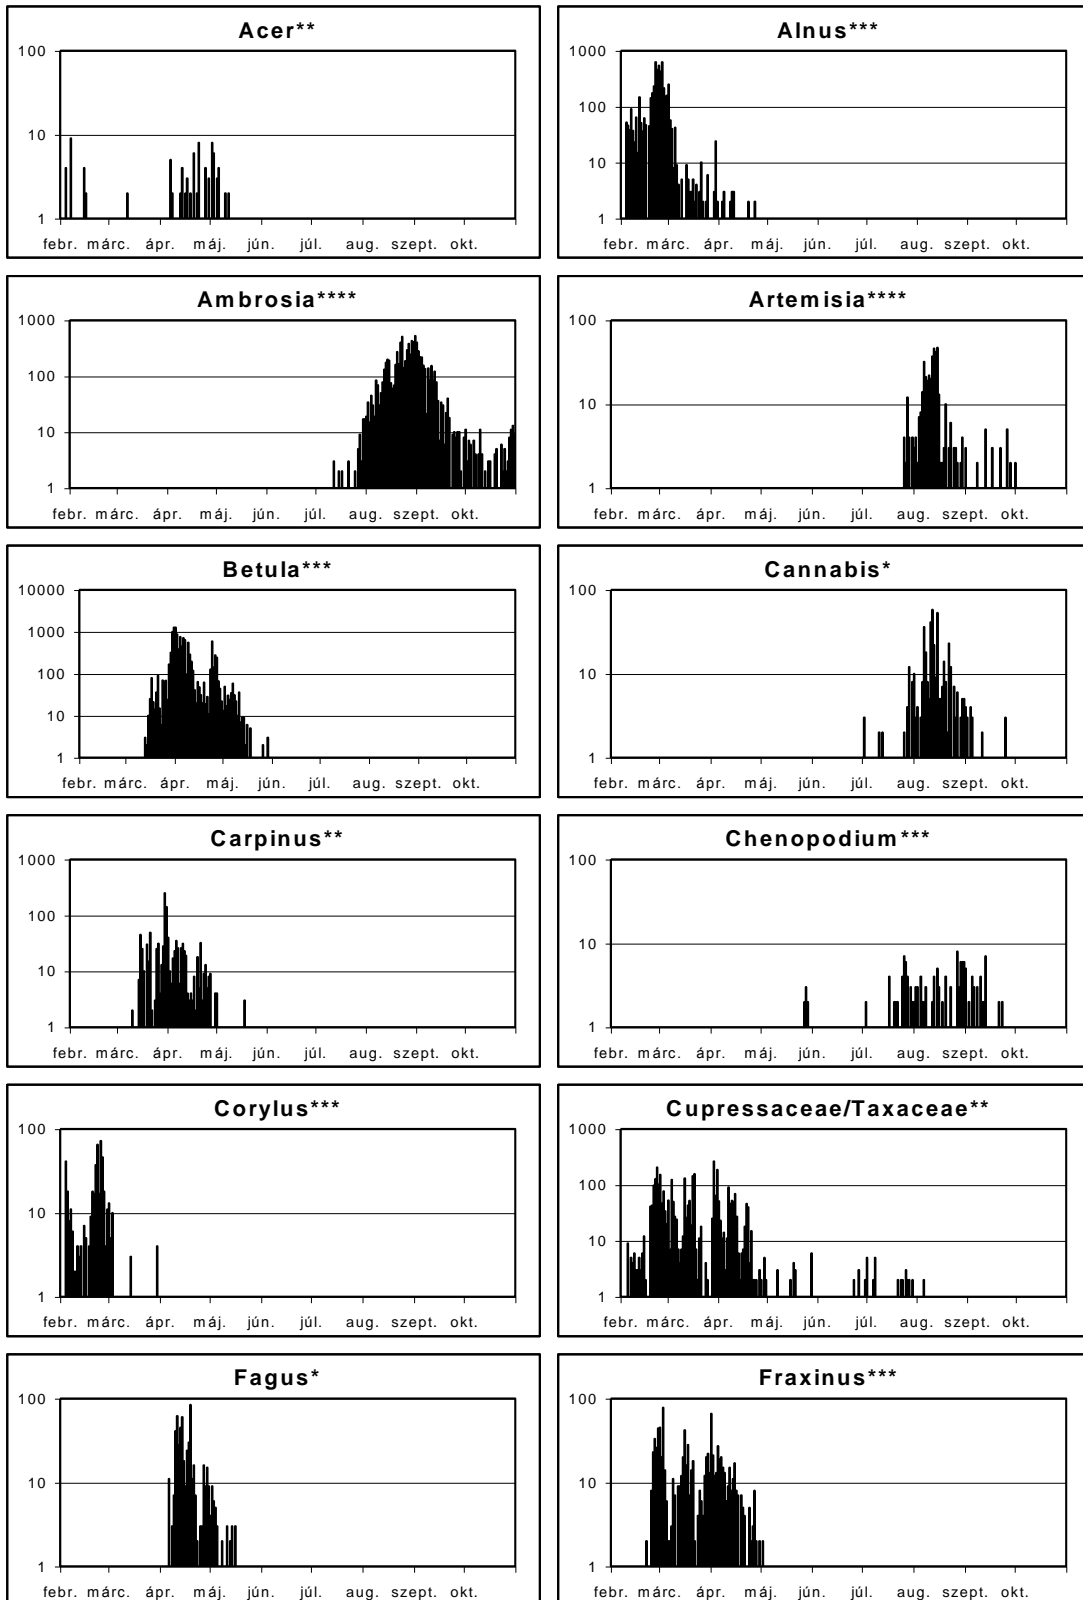 Acer**
100
10
1
febr. márc. ápr. máj. jún. júl. aug. szept. okt.
Alnus***
1000
100
10
1
febr. márc. ápr. máj. jún. júl. aug. szept. okt.
Ambrosia****
1000
100
10
1
febr. márc. ápr. máj. jún. júl. aug. szept. okt.
Artemisia****
100
10
1
febr. márc. ápr. máj. jún. júl. aug. szept. okt.
Betula***
10000
1000
100
10
1
febr. márc. ápr. máj. jún. júl. aug. szept. okt.
Cannabis*
100
10
1
febr. márc. ápr. máj. jún. júl. aug. szept. okt.
Carpinus**
1000
100
10
1
febr. márc. ápr. máj. jún. júl. aug. szept. okt.
Chenopodium***
100
10
1
febr. márc. ápr. máj. jún. júl. aug. szept. okt.
Corylus***
100
10
1
febr. márc. ápr. máj. jún. júl. aug. szept. okt.
Cupressaceae/Taxaceae**
1000
100
10
1
febr. márc. ápr. máj. jún. júl. aug. szept. okt.
Fagus*
100
10
1
febr. márc. ápr. máj. jún. júl. aug. szept. okt.
Fraxinus***
100
10
1
febr. márc. ápr. máj. jún. júl. aug. szept. okt.